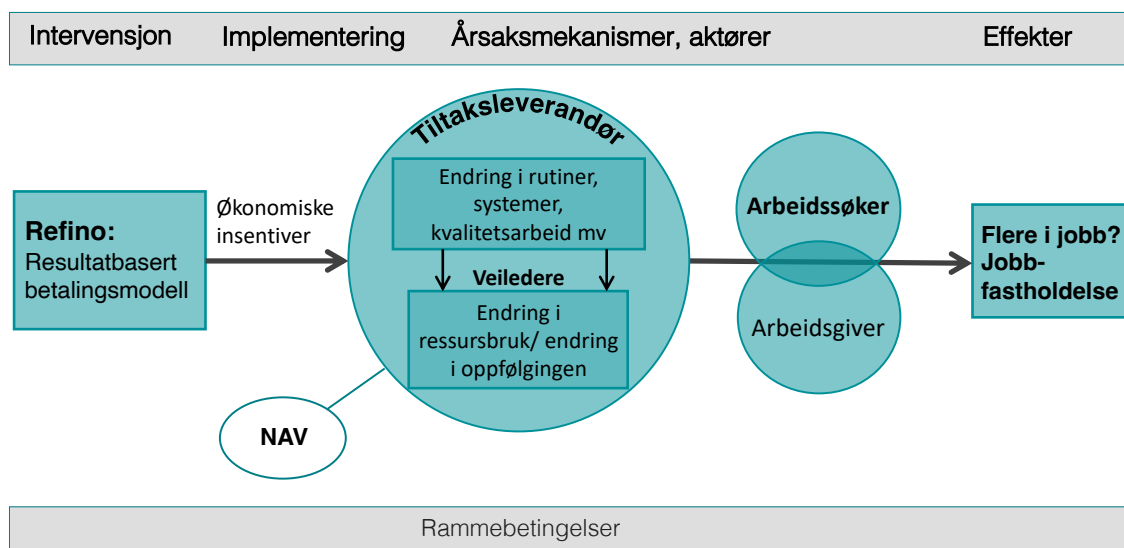 Intervensjon
Implementering
Årsaksmekanismer, aktører
Effekter
Refino:
Resultatbasert
betalingsmodell
Økonomiske
insentiver
Tiltaksleverandør
Endring i rutiner,
systemer,
kvalitetsarbeid mv
Veiledere
Endring i
ressursbruk/ endring
i oppfølgingen
NAV
Arbeidssøker
Arbeidsgiver
Flere i jobb?
Jobb-
fastholdelse
Rammebetingelser